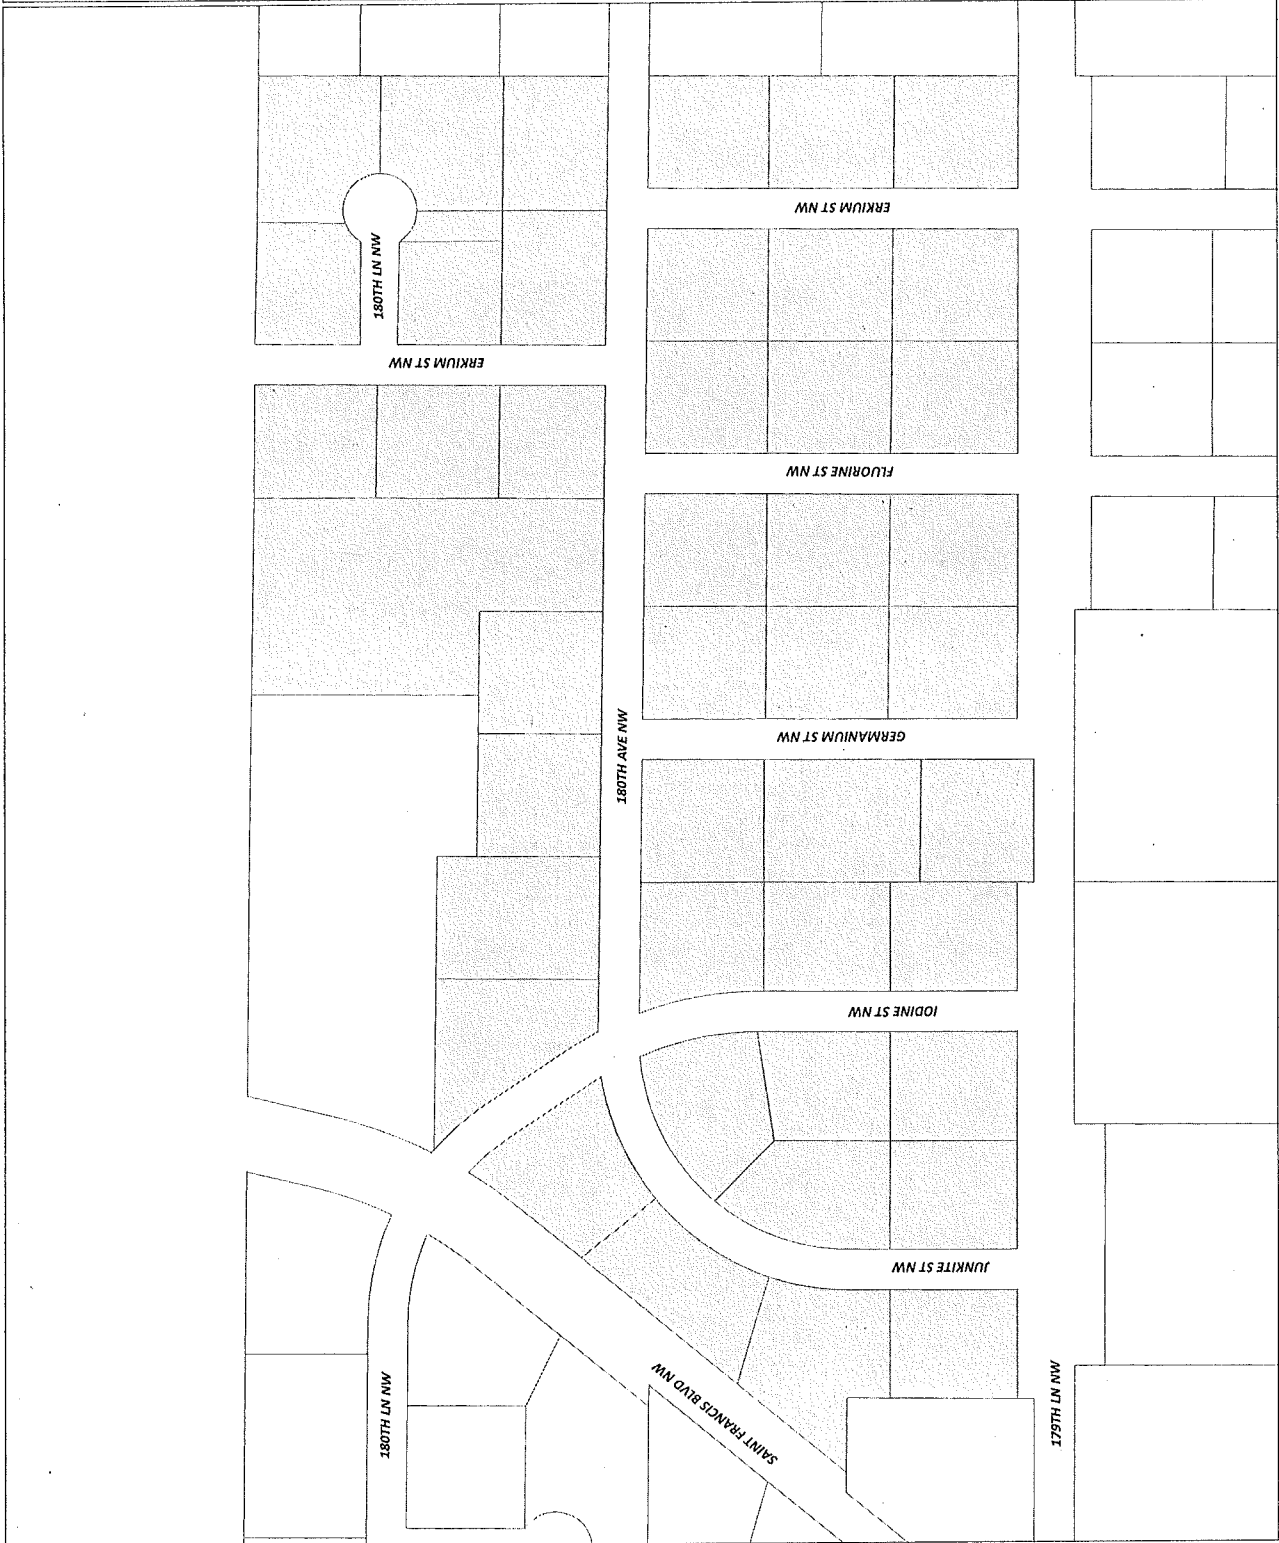 ERKIUM ST NW
180TH LN NW
ERKIUM ST NW
FLUORINE ST NW
GERMANIUM ST NW
180TH AVE NW
IODINE ST NW
JUNKITE ST NW
SAINT FRANCIS BLVD NW
180TH LN NW
179TH LN NW